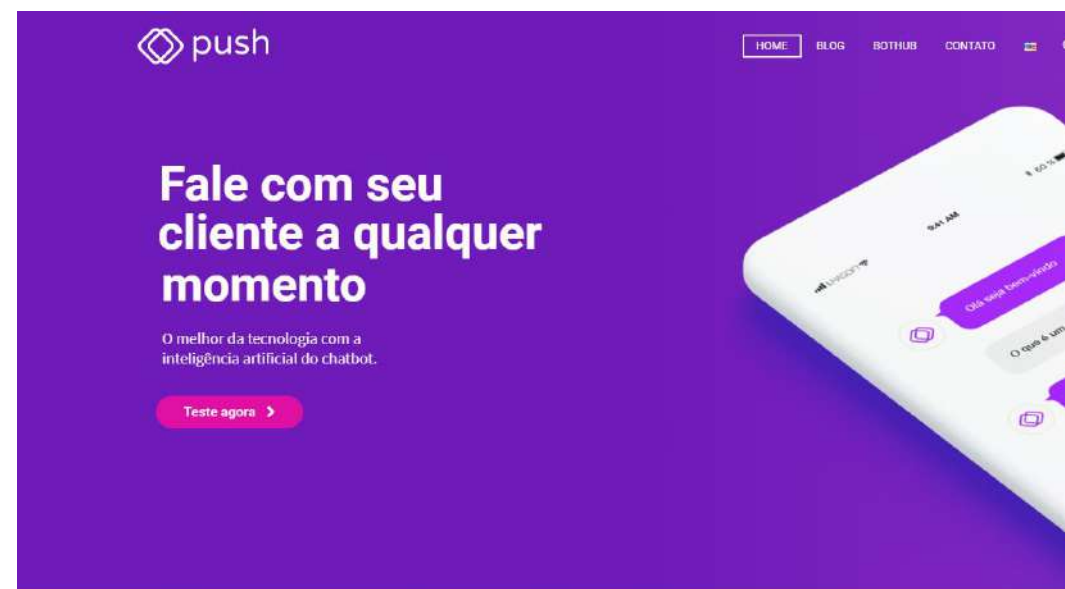 push
HOME BLOG BOTHUB CONTATO
Fale com seu
cliente a qualquer
momento
O melhor da tecnologia com a
inteligência artificial do chatbot.
Teste agora
60 %
9:41 AM
Olá seja bem-vindo
O que é um